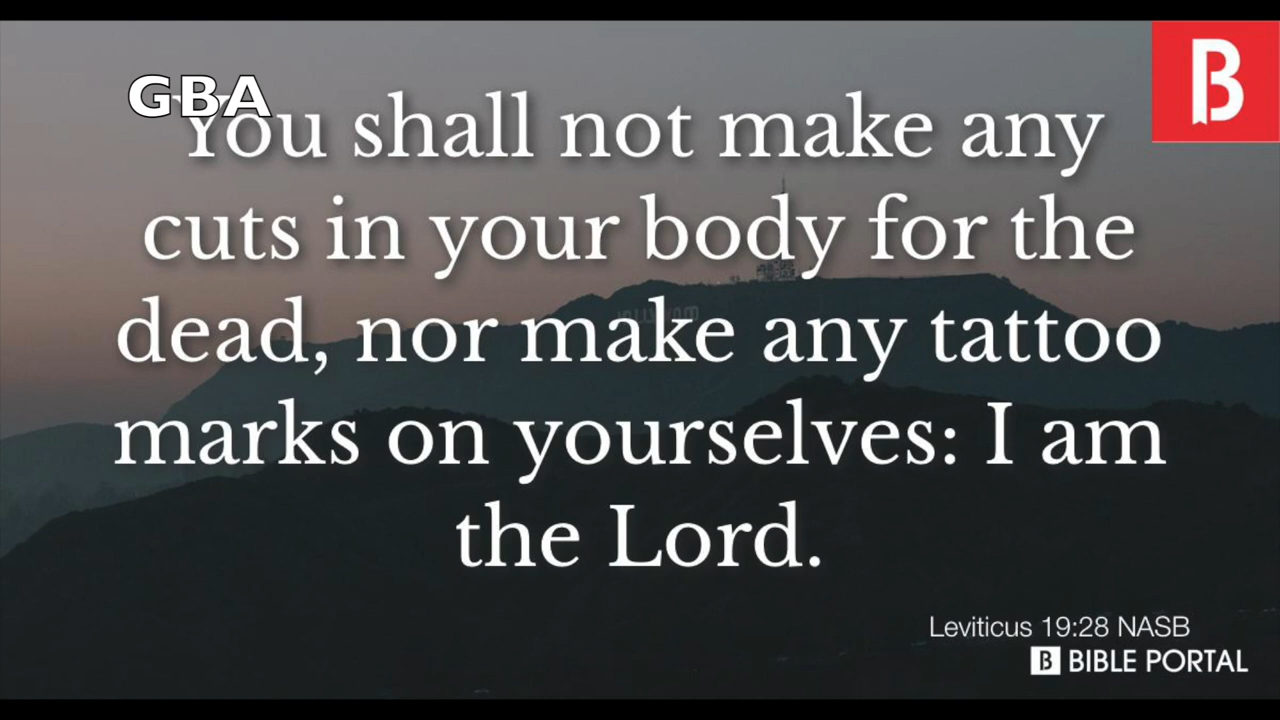 GBA
B
You shall not make any
cuts in your body for the
dead, nor make any tattoo
marks on yourselves: I am
the Lord.
HOLLYWOOD
Leviticus 19:28 NASB
B BIBLE PORTAL